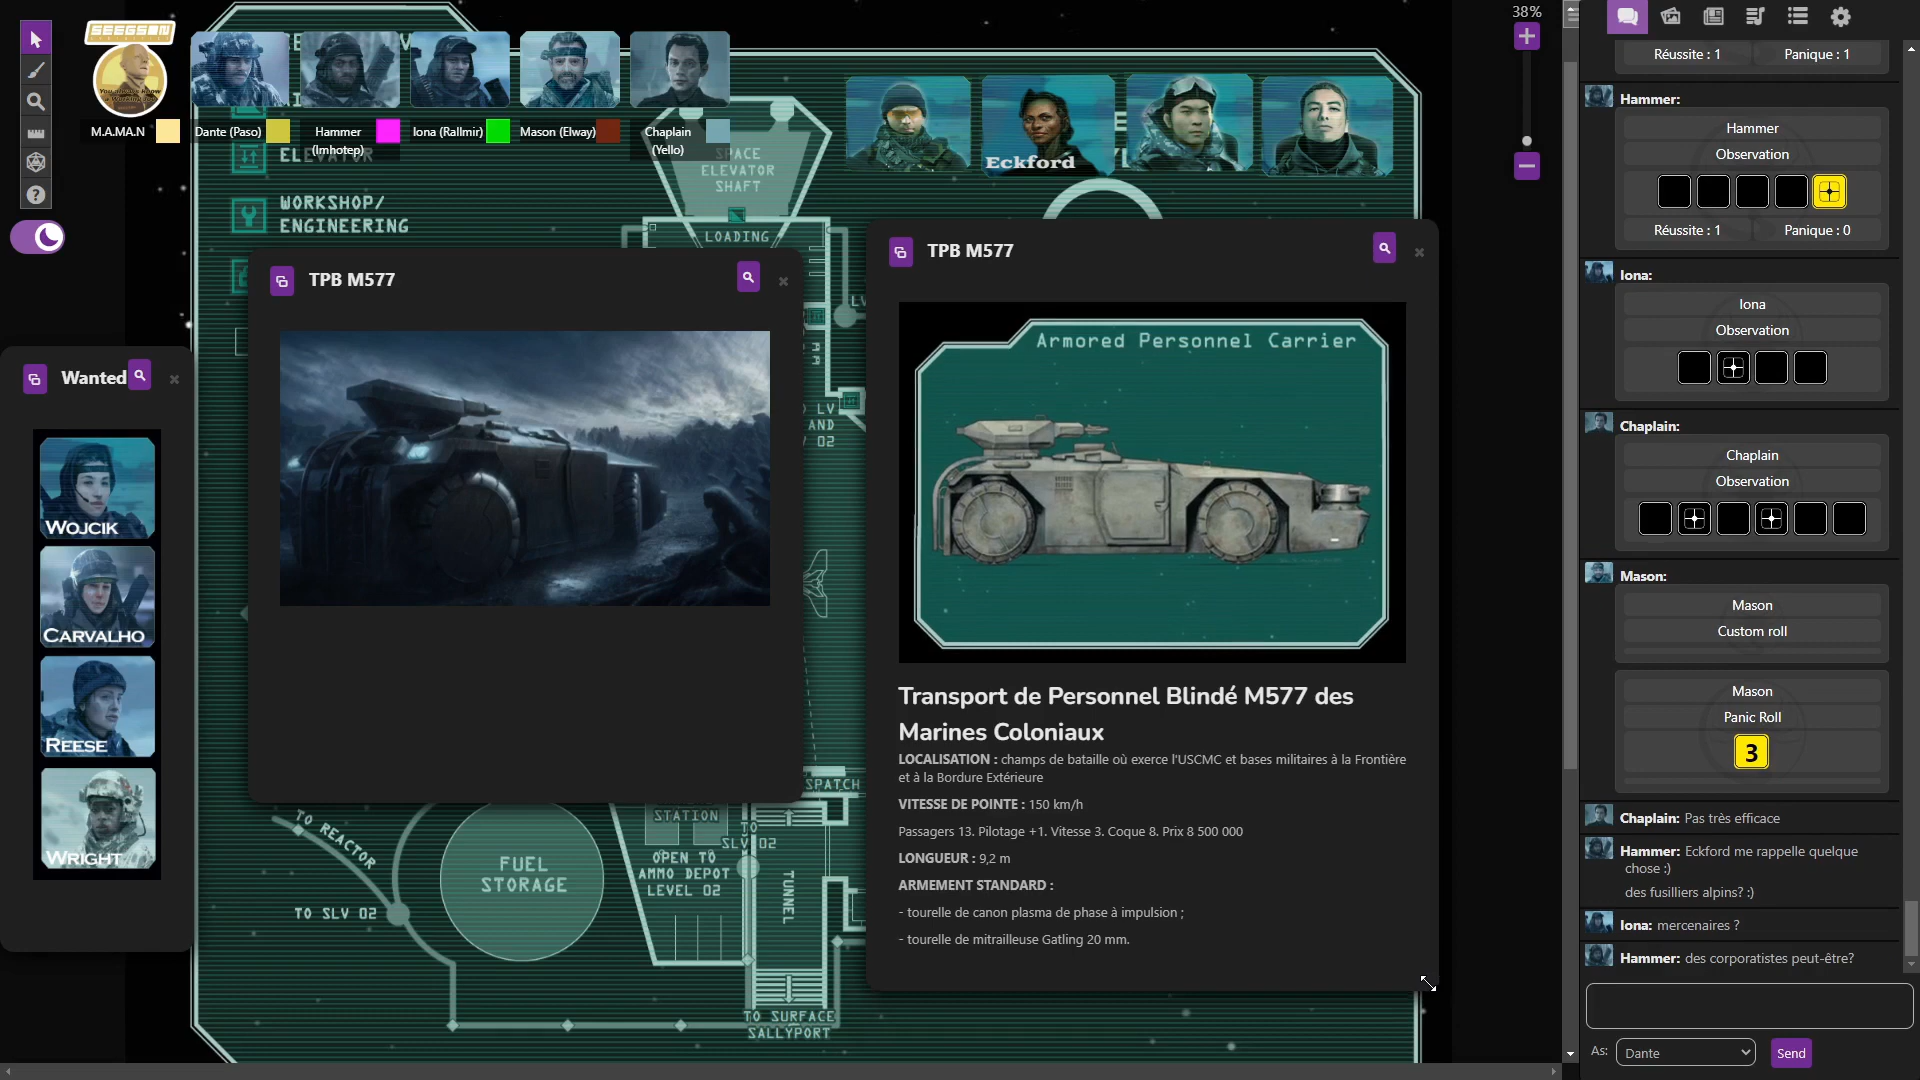 38%
SEEGSON
M.A.MA.N
Dante (Paso)
Hammer
(Imhotep)
Iona (Rallmir)
Mason (Elway)
Chaplain
(Yello)
ELEVATOR
WORKSHOP/
ENGINEERING
SPACE
ELEVATOR
SHAFT
LOADING
Eckford
Wanted
WOJCIK
CARVALHO
REESE
WRIGHT
TPB M577
TPB M577
Armored Personnel Carrier
Transport de Personnel Blindé M577 des
Marines Coloniaux
LOCALISATION : champs de bataille où exerce l'USCMC et bases militaires à la Frontière
et à la Bordure Extérieure
VITESSE DE POINTE : 150 km/h
Passagers 13. Pilotage +1. Vitesse 3. Coque 8. Prix 8 500 000
LONGUEUR : 9,2 m
ARMEMENT STANDARD :
- tourelle de canon plasma de phase à impulsion ;
- tourelle de mitrailleuse Gatling 20 mm.
LV
AND
02
SPATCH
STATION
TO
SLV 02
OPEN TO
AMMO DEPOT
LEVEL 02
TUNNEL
TO REACTOR
FUEL
STORAGE
TO SLV 02
TO SURFACE
SALLYPORT
Réussite : 1
Panique : 1
Hammer:
Hammer
Observation
Réussite : 1
Panique : 0
Iona:
Iona
Observation
Chaplain:
Chaplain
Observation
Mason:
Mason
Custom roll
Mason
Panic Roll
3
Chaplain: Pas très efficace
Hammer: Eckford me rappelle quelque
chose :)
des fusilliers alpins? :)
Iona: mercenaires ?
Hammer: des corporatistes peut-être?
As:
Dante
Send